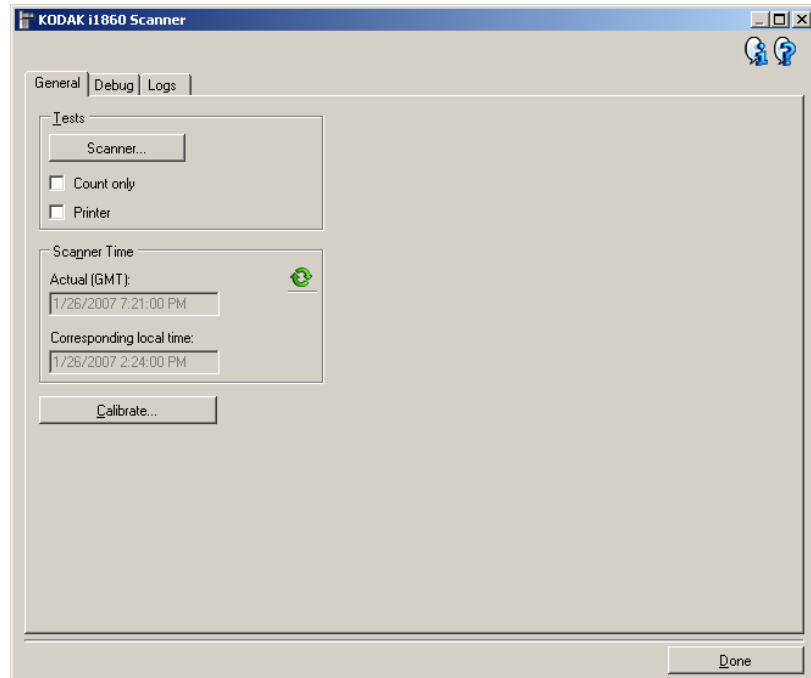 KODAK i1860 Scanner
General Debug Logs
Tests
Scanner...
Count only
Printer
Scanner Time
Actual (GMT):
1/26/2007 7:21:00 PM
Corresponding local time:
1/26/2007 2:24:00 PM
Calibrate...
Done